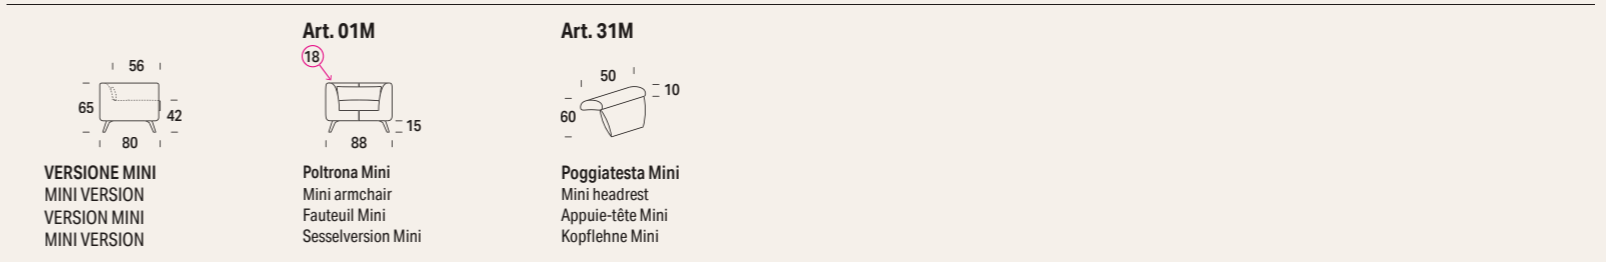 56
65
42
80
VERSIONE MINI
MINI VERSION
VERSION MINI
MINI VERSION
Art. 01M
18
15
88
Poltrona Mini
Mini armchair
Fauteuil Mini
Sesselversion Mini
Art. 31M
50
10
60
Poggiatesta Mini
Mini headrest
Appuie-tête Mini
Kopflehne Mini